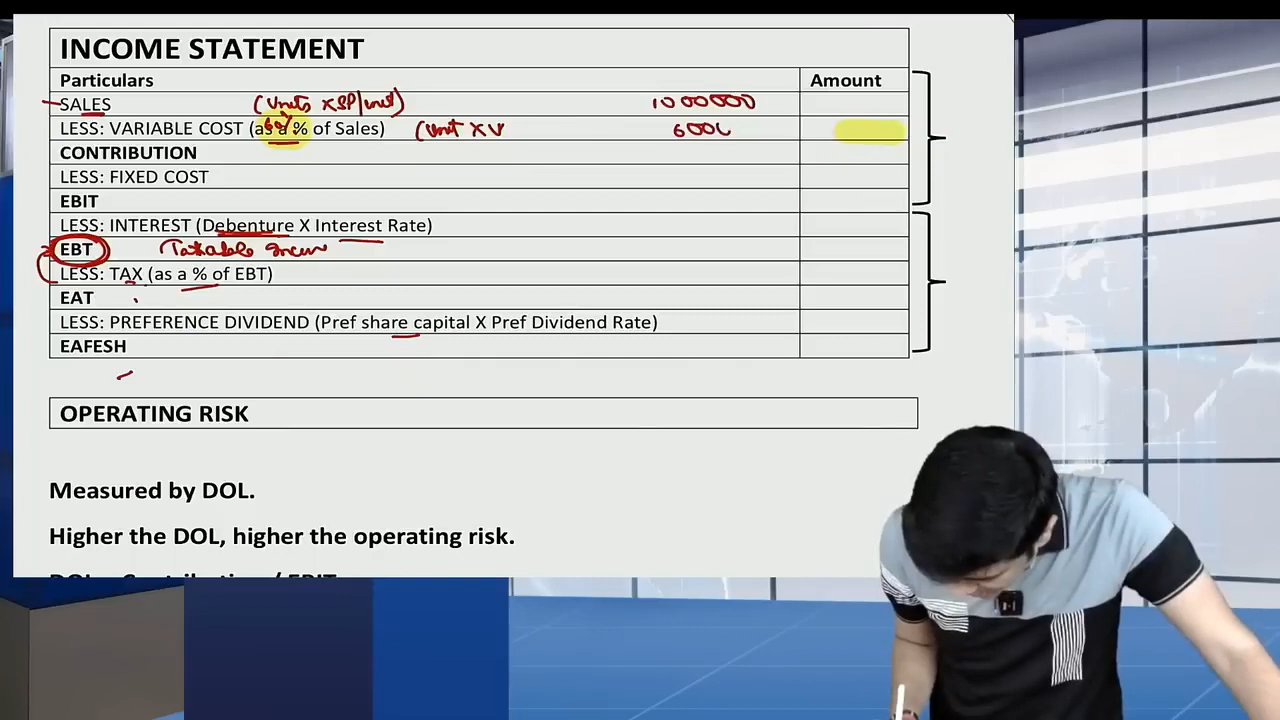 INCOME STATEMENT
Particulars Amount
SALES (Units X SP/unit) 1000000
LESS: VARIABLE COST (as a % of Sales) 60% (Unit X V 600
CONTRIBUTION
LESS: FIXED COST
EBIT
LESS: INTEREST (Debenture X Interest Rate)
EBT Taxable
LESS: TAX (as a % of EBT)
EAT
LESS: PREFERENCE DIVIDEND (Pref share capital X Pref Dividend Rate)
EAFESH
OPERATING RISK
Measured by DOL.
Higher the DOL, higher the operating risk.